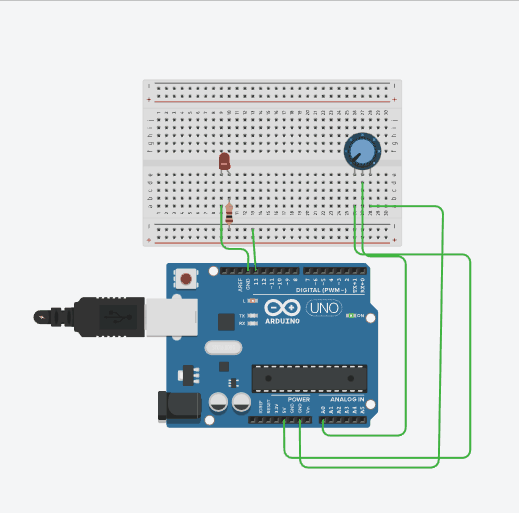 AREF
GND
13
12
~11
~10
~9
8
7
~6
~5
4
~3
2
TX→1
RX←0
DIGITAL (PWM~)
L
TX
RX
ARDUINO
UNO
ON
POWER
ANALOG IN
IOREF
RESET
3.3V
5V
GND
GND
Vin
A0
A1
A2
A3
A4
A5